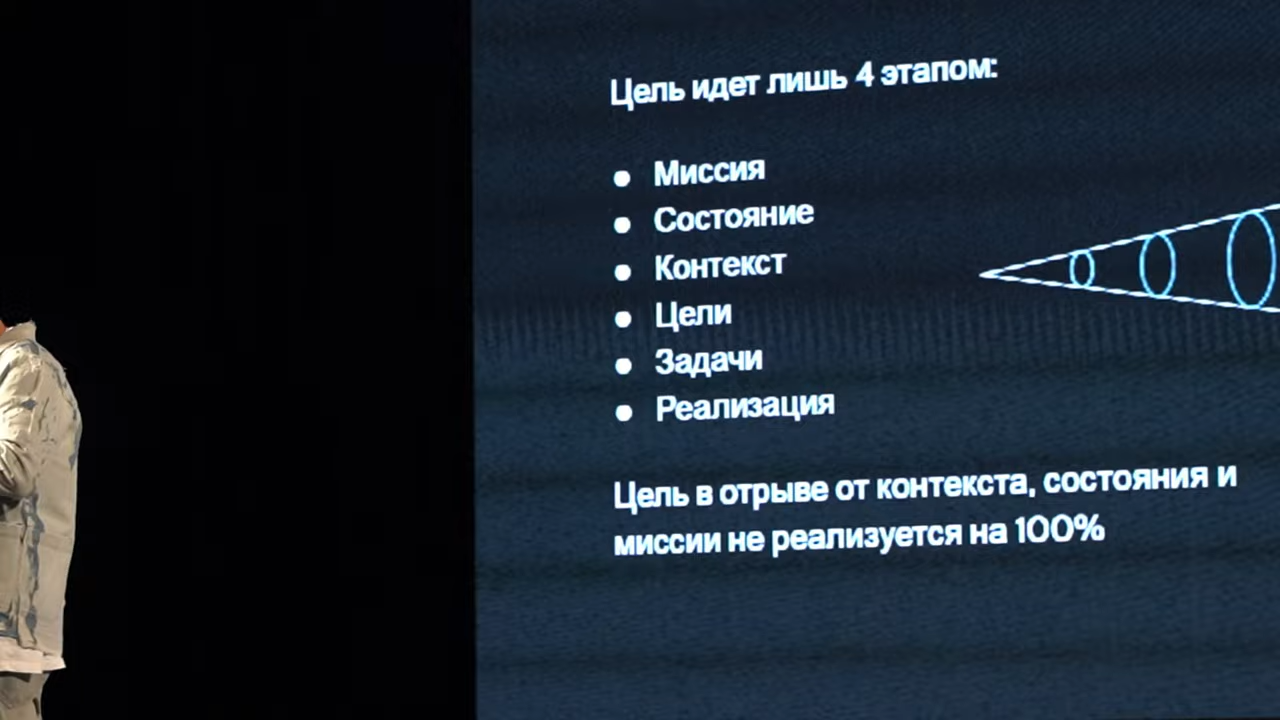 Цель идет лишь 4 этапом:
● Миссия
● Состояние
● Контекст
● Цели
● Задачи
● Реализация
Цель в отрыве от контекста, состояния и
миссии не реализуется на 100%